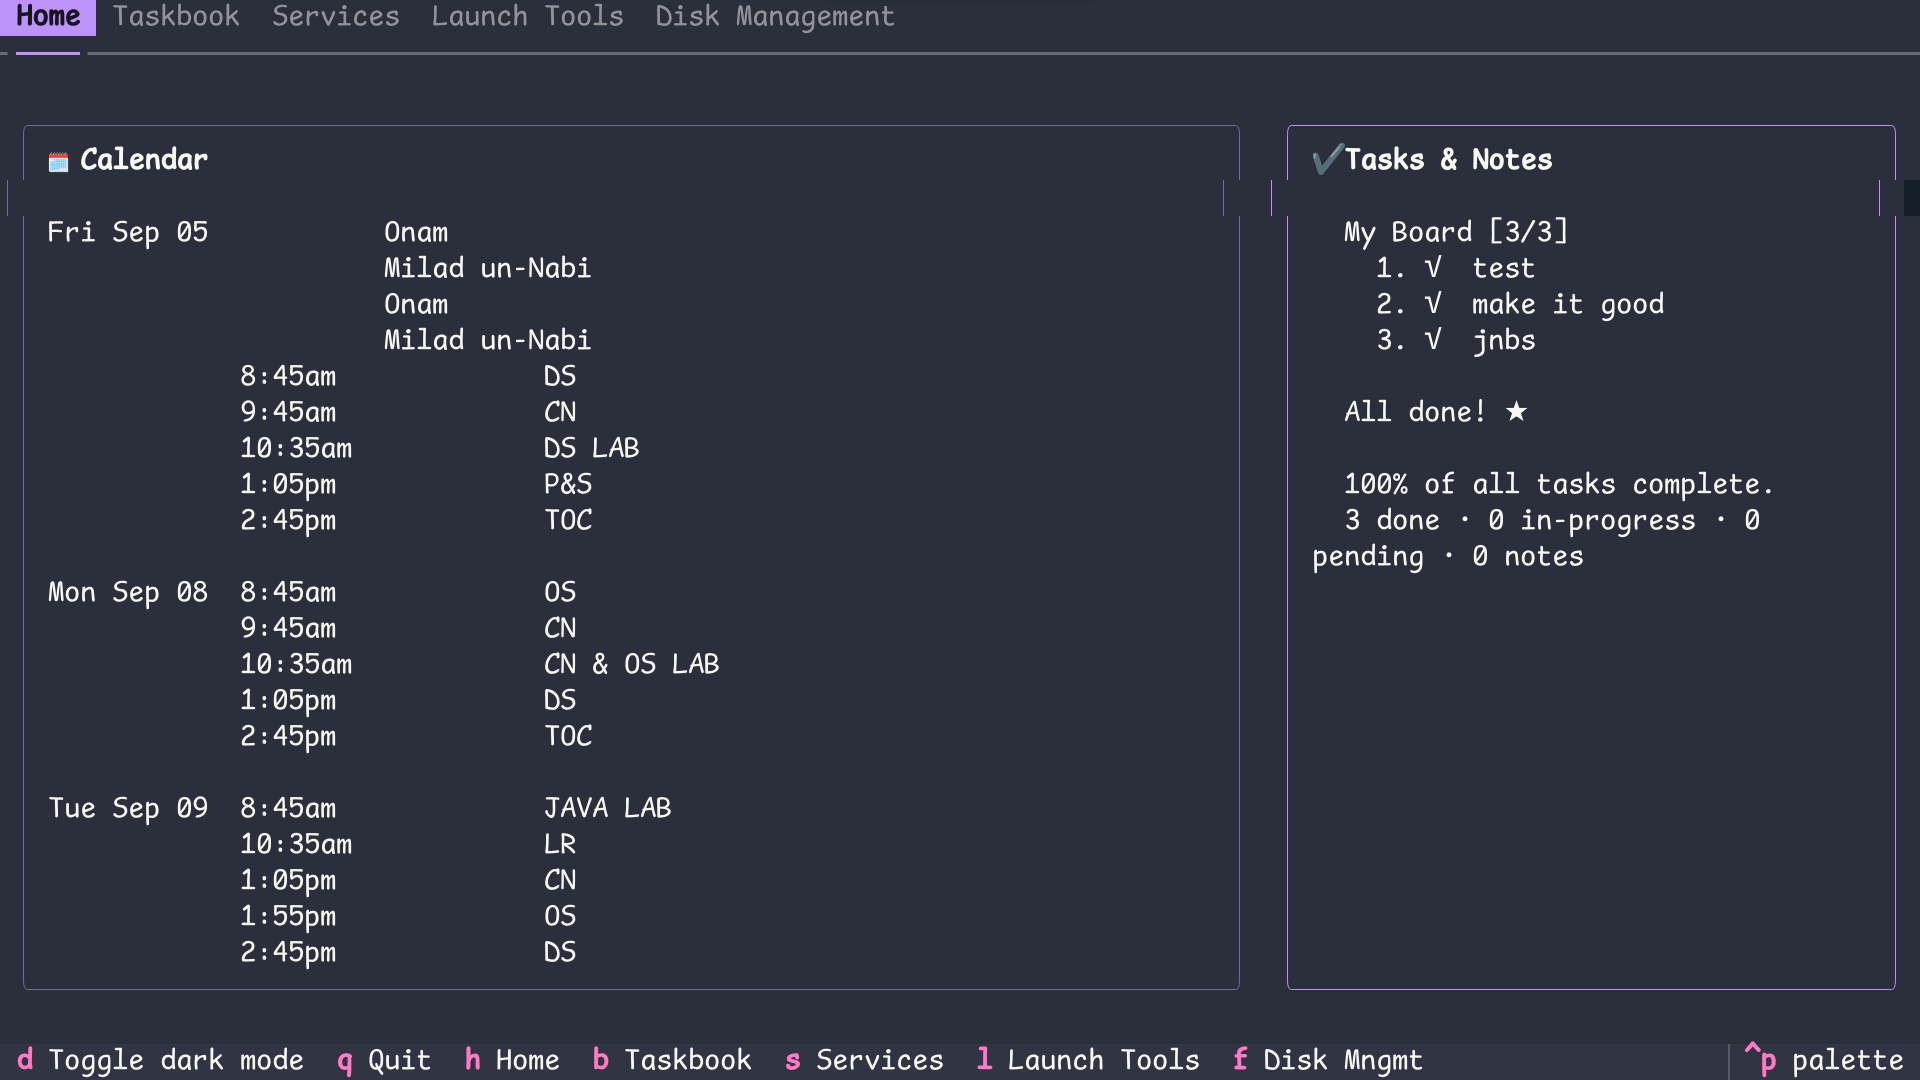 Home Taskbook Services Launch Tools Disk Management
🗓️ Calendar
Fri Sep 05 Onam
Milad un-Nabi
Onam
Milad un-Nabi
8:45am DS
9:45am CN
10:35am DS LAB
1:05pm P&S
2:45pm TOC
Mon Sep 08 8:45am OS
9:45am CN
10:35am CN & OS LAB
1:05pm DS
2:45pm TOC
Tue Sep 09 8:45am JAVA LAB
10:35am LR
1:05pm CN
1:55pm OS
2:45pm DS
✔️Tasks & Notes
My Board [3/3]
1. √ test
2. √ make it good
3. √ jnbs
All done! ★
100% of all tasks complete.
3 done · 0 in-progress · 0
pending · 0 notes
d Toggle dark mode q Quit h Home b Taskbook s Services l Launch Tools f Disk Mngmt ^p palette